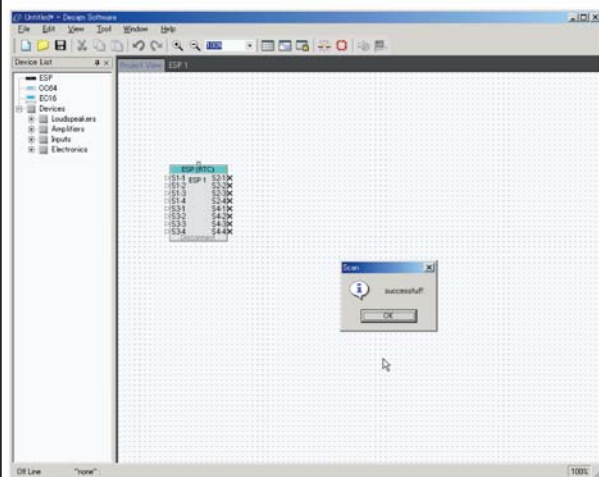 Untitled* - Design Software
File Edit View Tool Window Help
100%
Device List
Project View ESP 1
ESP
CC64
EC16
Devices
Loudspeakers
Amplifiers
Inputs
Electronics
ESP (RTC)
ESP 1
S1-1 S2-1
S1-2 S2-2
S1-3 S2-3
S1-4 S2-4
S3-1 S4-1
S3-2 S4-2
S3-3 S4-3
S3-4 S4-4
Disconnect
Scan
successful!!
OK
Off Line "none" : 100%